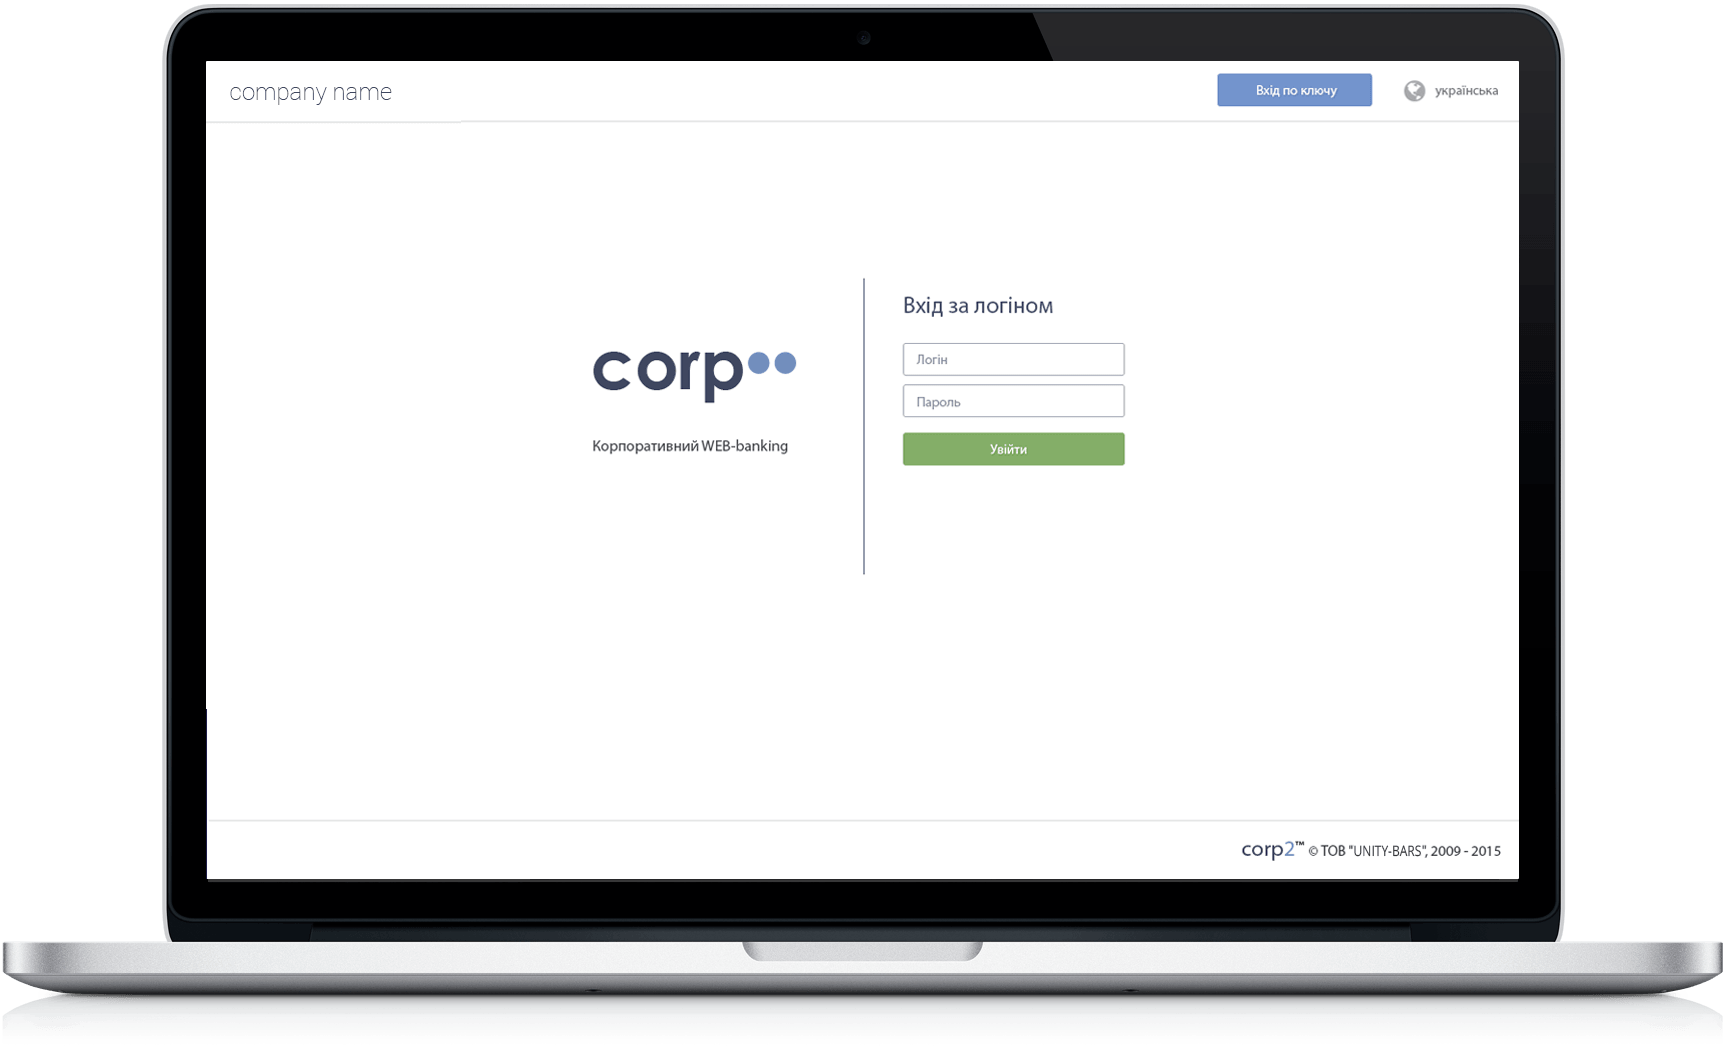 company name
Вхід по ключу
українська
Вхід за логіном
Логін
Пароль
Увійти
corp
Корпоративний WEB-banking
corp2™ © ТОВ "UNITY-BARS", 2009 - 2015